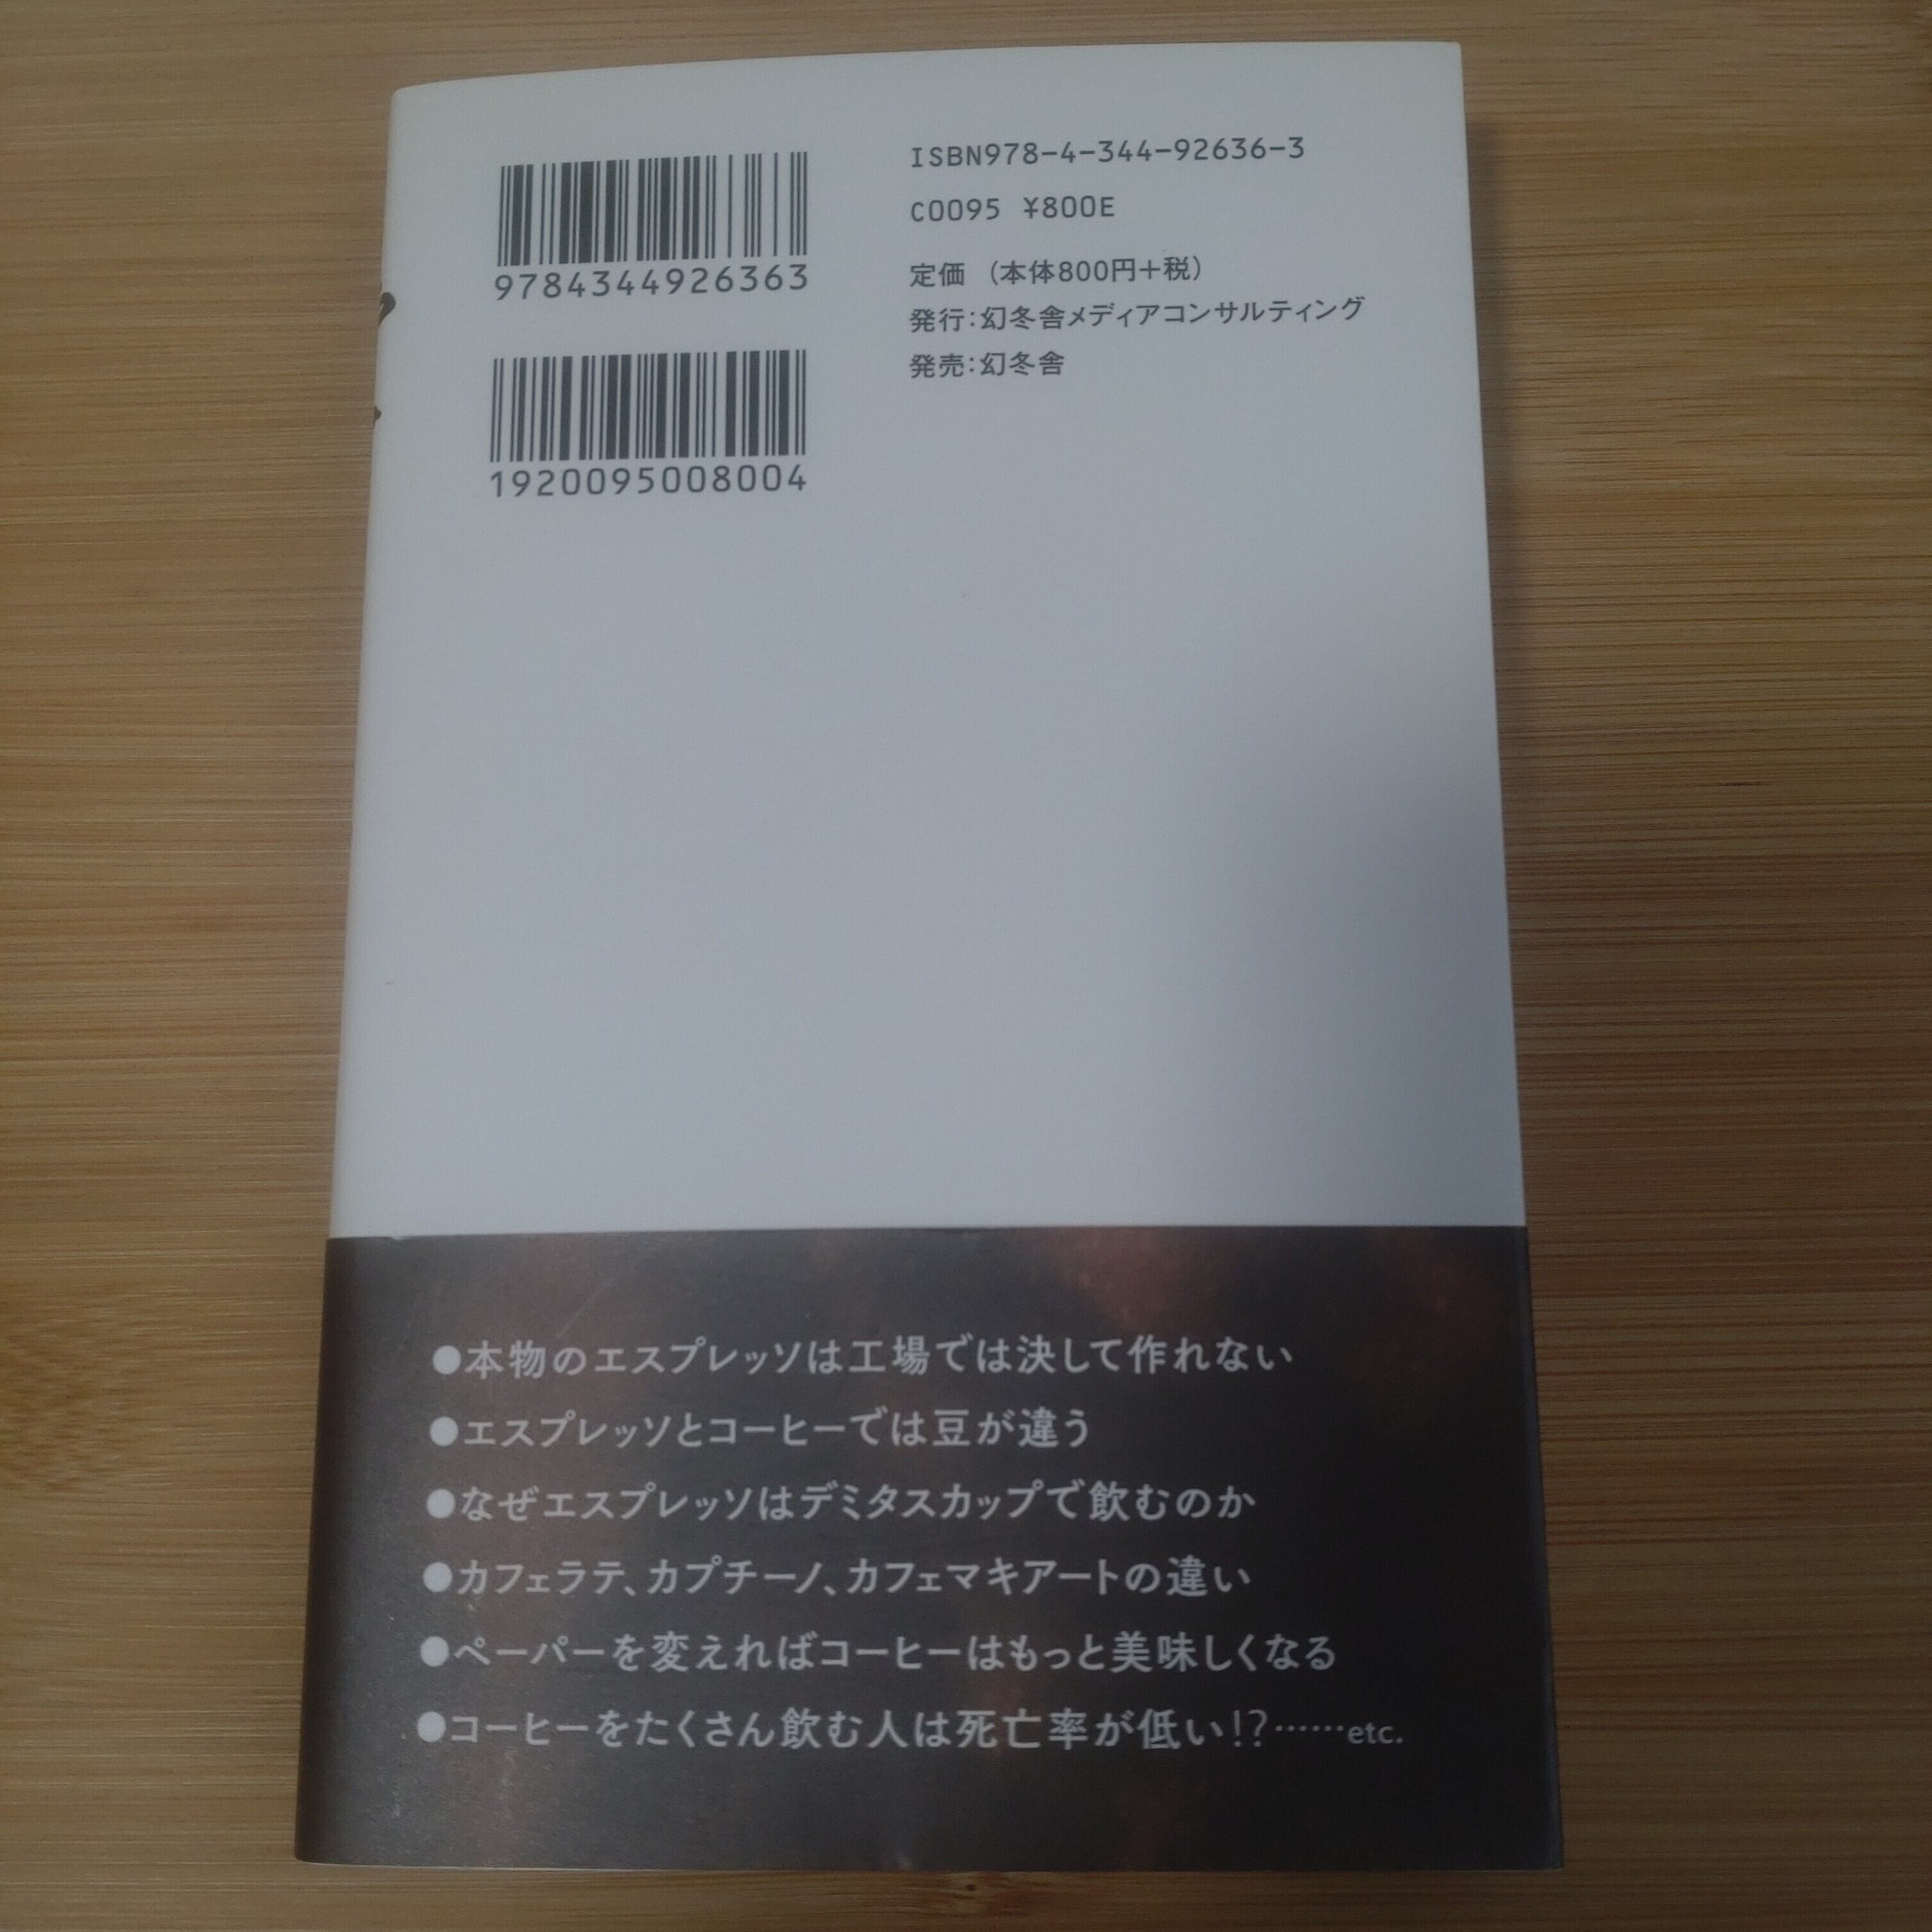 9784344926363
1920095008004
ISBN978-4-344-92636-3
C0095 ¥800E
定価 (本体800円+税)
発行:幻冬舎メディアコンサルティング
発売:幻冬舎
●本物のエスプレッソは工場では決して作れない
●エスプレッソとコーヒーでは豆が違う
●なぜエスプレッソはデミタスカップで飲むのか
●カフェラテ、カプチーノ、カフェマキアートの違い
●ペーパーを変えればコーヒーはもっと美味しくなる
●コーヒーをたくさん飲む人は死亡率が低い!?……etc.